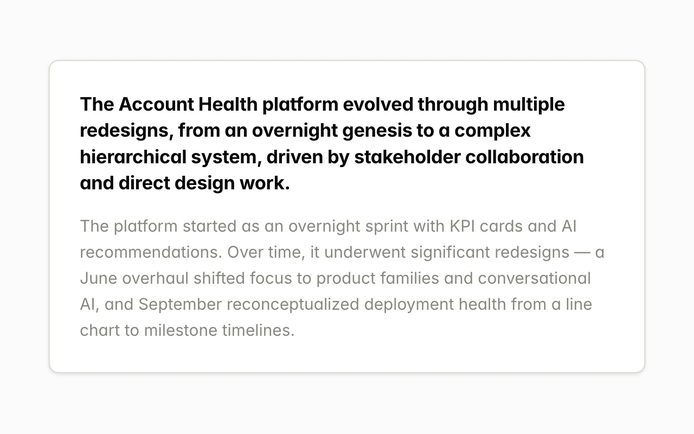 The Account Health platform evolved through multiple
redesigns, from an overnight genesis to a complex
hierarchical system, driven by stakeholder collaboration
and direct design work.
The platform started as an overnight sprint with KPI cards and AI
recommendations. Over time, it underwent significant redesigns — a
June overhaul shifted focus to product families and conversational
AI, and September reconceptualized deployment health from a line
chart to milestone timelines.